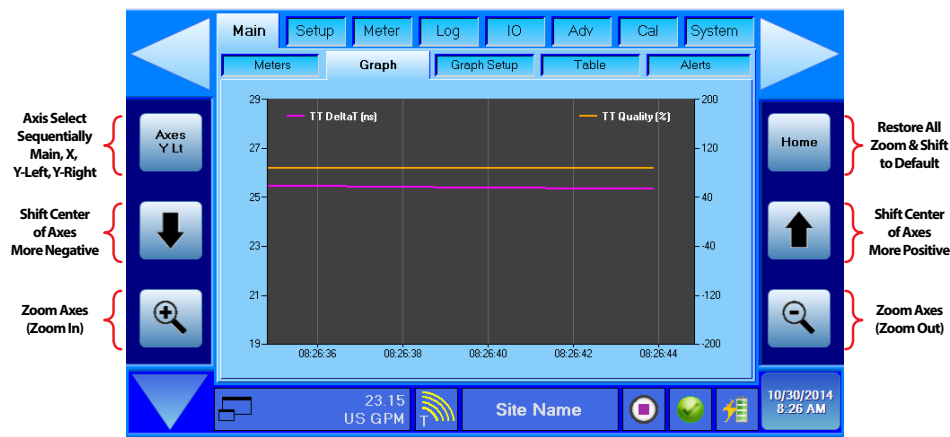 Main Setup Meter Log IO Adv Cal System
Meters Graph Graph Setup Table Alerts
Axis Select
Sequentially
Main, X,
Y-Left, Y-Right
Axes
Y Lt
Shift Center
of Axes
More Negative
Zoom Axes
(Zoom In)
TT DeltaT (ns)
TT Quality (%)
29
27
25
23
21
19
200
120
40
-40
-120
-200
08:26:36 08:26:38 08:26:40 08:26:42 08:26:44
Home
Restore All
Zoom & Shift
to Default
Shift Center
of Axes
More Positive
Zoom Axes
(Zoom Out)
23.15
US GPM
T
Site Name
10/30/2014
8:26 AM